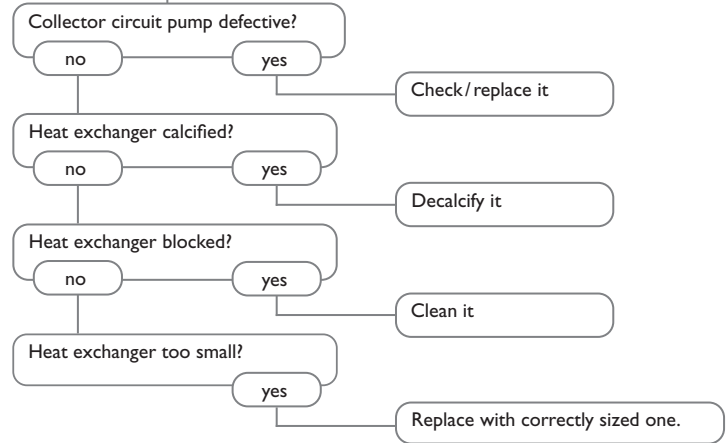 Collector circuit pump defective?
no
yes
Check/replace it
Heat exchanger calcified?
no
yes
Decalcify it
Heat exchanger blocked?
no
yes
Clean it
Heat exchanger too small?
yes
Replace with correctly sized one.